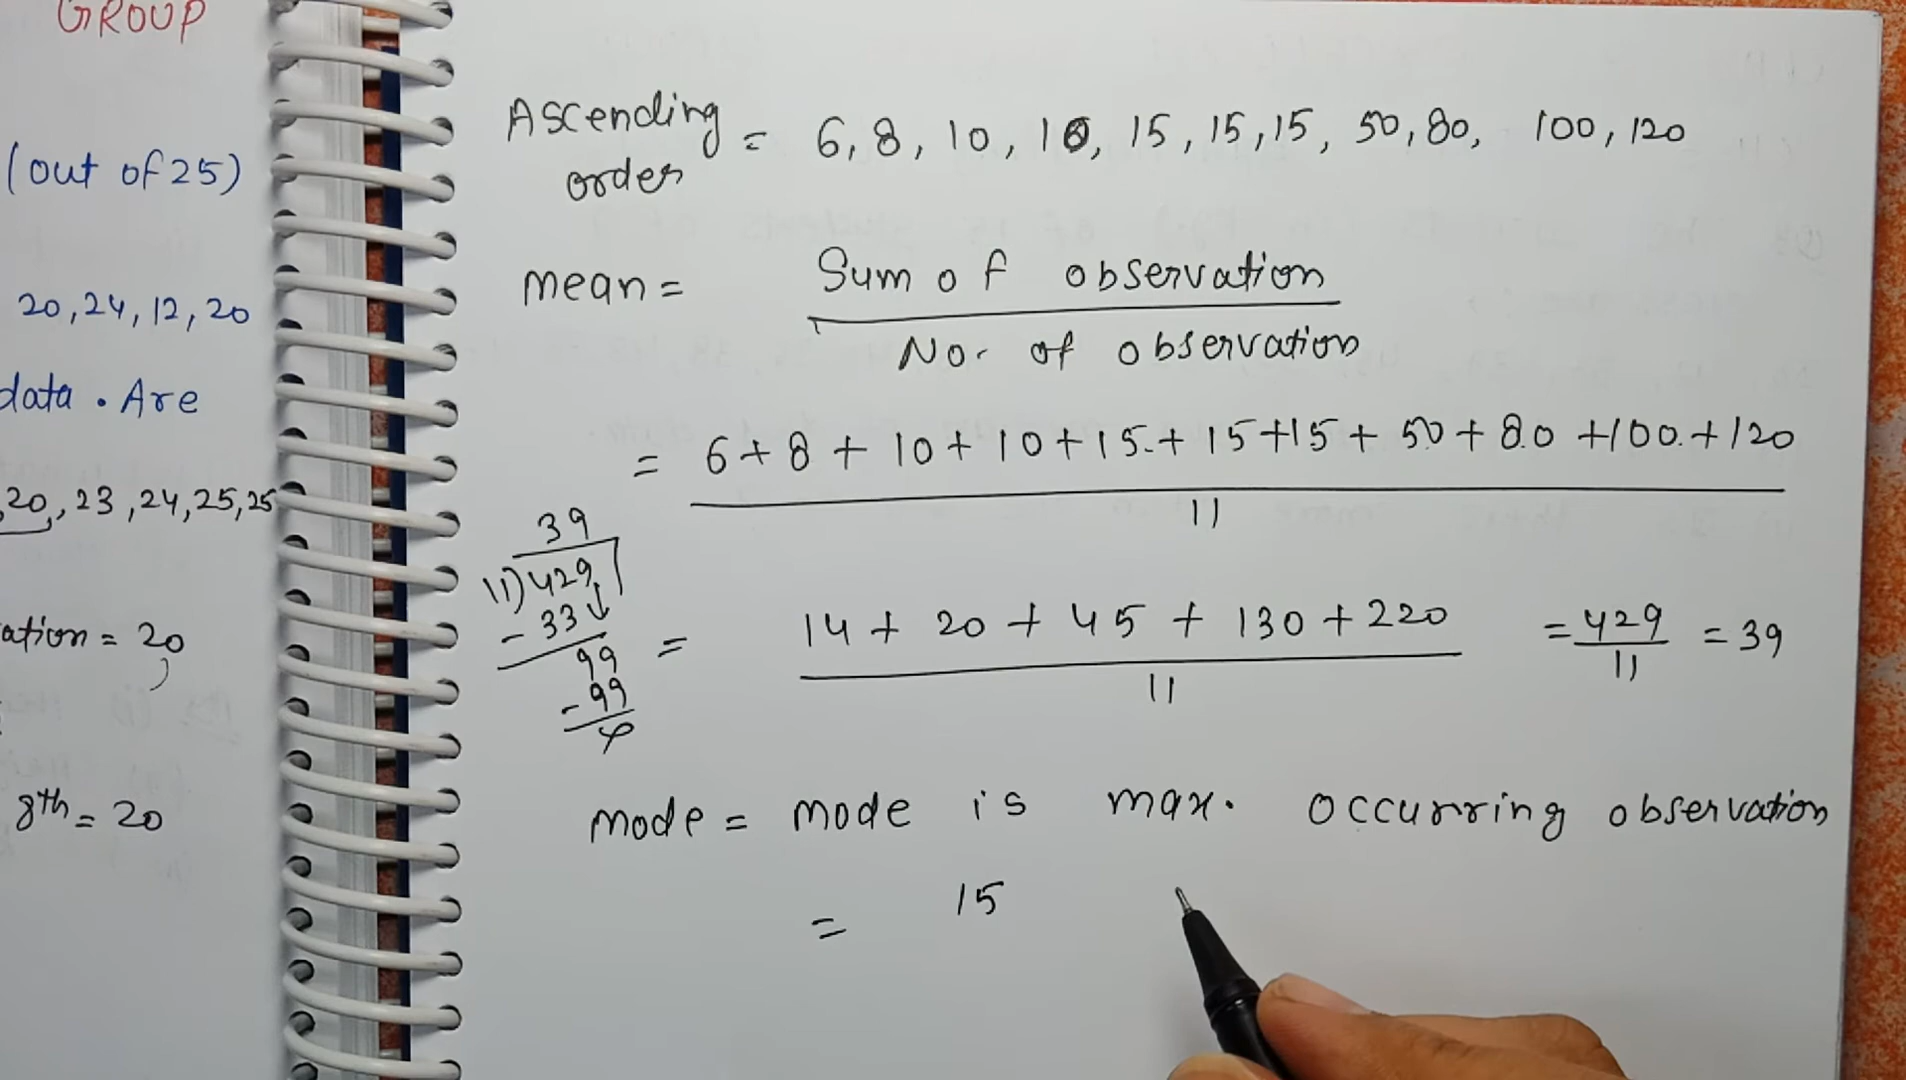 GROUP
(out of 25)
20, 24, 12, 20
data. Are
20, 23, 24, 25, 25
ation = 20
8th = 20
Ascending order = 6, 8, 10, 10, 15, 15, 15, 50, 80, 100, 120
mean = Sum of observation
No. of observation
= 6 + 8 + 10 + 10 + 15 + 15 + 15 + 50 + 80 + 100 + 120
11
39
11) 429
- 33
99
- 99
= 14 + 20 + 45 + 130 + 220 = 429 = 39
11 11
mode = mode is max. occurring observation
= 15